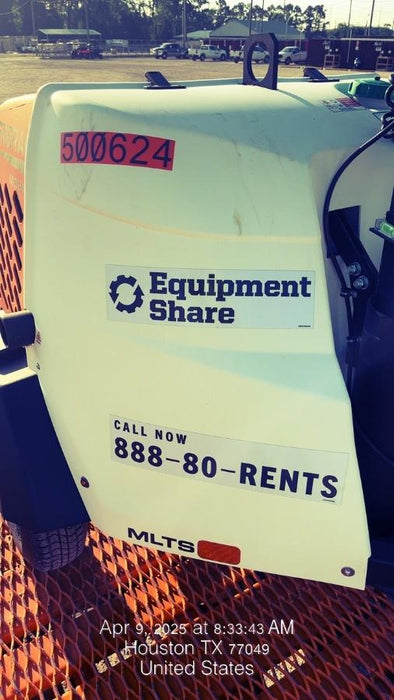 500624
Equipment
Share
CALL NOW
888-80-RENTS
MLTS
Apr 9, 2025 at 8:33:43 AM
Houston TX 77049
United States